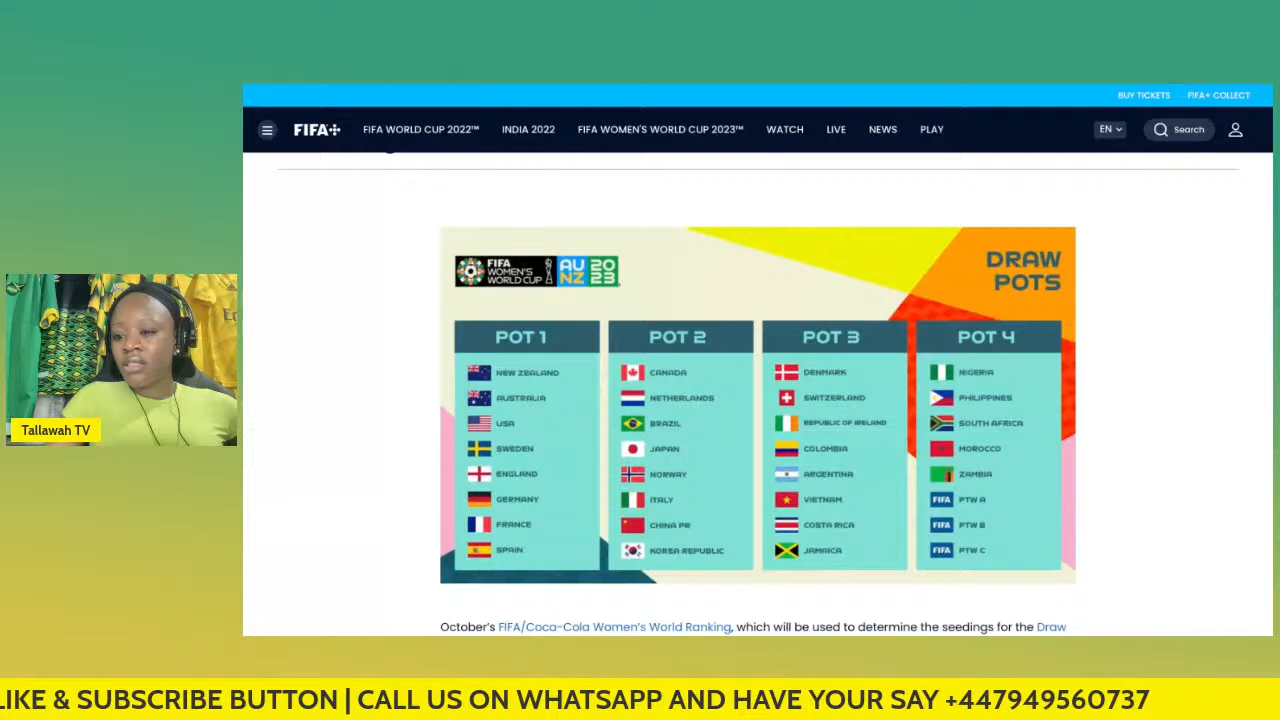 BUY TICKETS FIFA+ COLLECT
FIFA+ FIFA WORLD CUP 2022™ INDIA 2022 FIFA WOMEN'S WORLD CUP 2023™ WATCH LIVE NEWS PLAY EN Search
FIFA WOMEN'S WORLD CUP AU NZ 2023
DRAW POTS
POT 1
NEW ZEALAND
AUSTRALIA
USA
SWEDEN
ENGLAND
GERMANY
FRANCE
SPAIN
POT 2
CANADA
NETHERLANDS
BRAZIL
JAPAN
NORWAY
ITALY
CHINA PR
KOREA REPUBLIC
POT 3
DENMARK
SWITZERLAND
REPUBLIC OF IRELAND
COLOMBIA
ARGENTINA
VIETNAM
COSTA RICA
JAMAICA
POT 4
NIGERIA
PHILIPPINES
SOUTH AFRICA
MOROCCO
ZAMBIA
FIFA PTW A
FIFA PTW B
FIFA PTW C
October's FIFA/Coca-Cola Women's World Ranking, which will be used to determine the seedings for the Draw
Tallawah TV
LIKE & SUBSCRIBE BUTTON | CALL US ON WHATSAPP AND HAVE YOUR SAY +447949560737